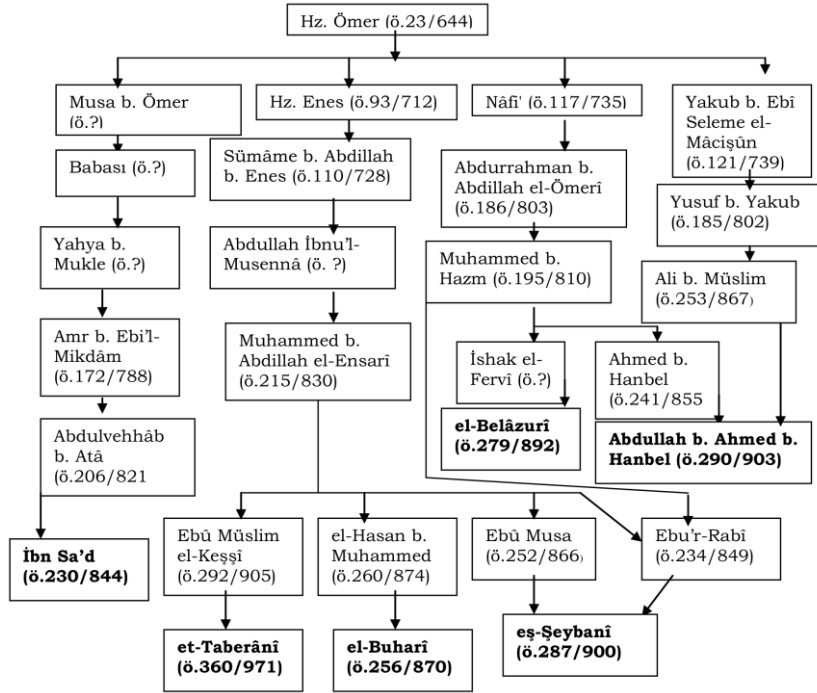 Hz. Ömer (ö.23/644)
Musa b. Ömer
(ö.?)
Hz. Enes (ö.93/712)
Nâfi' (ö.117/735)
Yakub b. Ebî
Seleme el-
Mâcişûn
(ö.121/739)
Babası (ö.?)
Sümâme b. Abdillah
b. Enes (ö.110/728)
Abdurrahman b.
Abdillah el-Ömerî
(ö.186/803)
Yusuf b. Yakub
(ö.185/802)
Yahya b.
Mukle (ö.?)
Abdullah İbnu'l-
Musennâ (ö. ?)
Muhammed b.
Hazm (ö.195/810)
Ali b. Müslim
(ö.253/867)
Amr b. Ebi'l-
Mikdâm
(ö.172/788)
Muhammed b.
Abdillah el-Ensarî
(ö.215/830)
İshak el-
Fervî (ö.?)
Ahmed b.
Hanbel
(ö.241/855
Abdulvehhâb
b. Atâ
(ö.206/821
el-Belâzurî
(ö.279/892)
Abdullah b. Ahmed b.
Hanbel (ö.290/903)
İbn Sa'd
(ö.230/844)
Ebû Müslim
el-Keşşî
(ö.292/905)
el-Hasan b.
Muhammed
(ö.260/874)
Ebû Musa
(ö.252/866)
Ebu'r-Rabî
(ö.234/849)
et-Taberânî
(ö.360/971)
el-Buharî
(ö.256/870)
eş-Şeybanî
(ö.287/900)